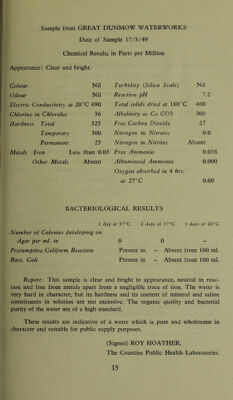 Sample from GREAT DUNMOW WATERWORKS
Date of Sample 17/5/49
Chemical Results in Parts per Million
Appearance: Clear and bright.
Colour Nil Turbidity (Silica Scale) Nil
Odour Nil Reaction pH 7.2
Electric Conductivity at 20°C 690 Total solids dried at 180°C 460
Chlorine in Chlorides 36 Alkalinity as Ca CO3 300
Hardness Total 325 Free Carbon Dioxide 27
Temporary 300 Nitrogen in Nitrates 0.0
Permanent 25 Nitrogen in Nitrites Absent
Metals Iron Less than 0.05 Free Ammonia 0.038
Other Metals Absent Albuminoid Ammonia 0.000
Oxygen absorbed in 4 hrs.
at 27°C 0.00
BACTERIOLOGICAL RESULTS
1 day at 37°C 2 days at 37°C 3 days at 20°C
Number of Colonies developing on
Agar per ml. in 0 0 –
Presumptive Coliform Reaction Present in – Absent from 100 ml.
Bact. Coli Present in – Absent from 100 ml.
Report: This sample is clear and bright in appearance, neutral in reac-
tion and free from metals apart from a negligible trace of iron. The water is
very hard in character, but its hardness and its content of mineral and saline
constituents in solution are not excessive. The organic quality and bacterial
purity of the water are of a high standard.
These results are indicative of a water which is pure and wholesome in
character and suitable for public supply purposes.
(Signed) ROY HOATHER,
The Counties Public Health Laboratories.
15